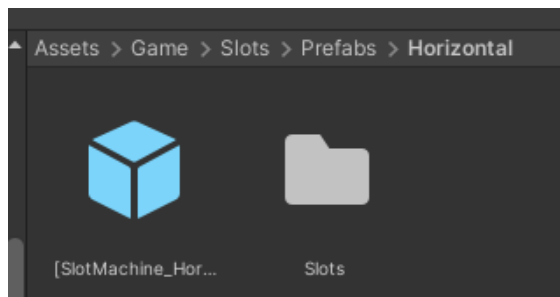 Assets > Game > Slots > Prefabs > Horizontal
[SlotMachine_Hor...
Slots